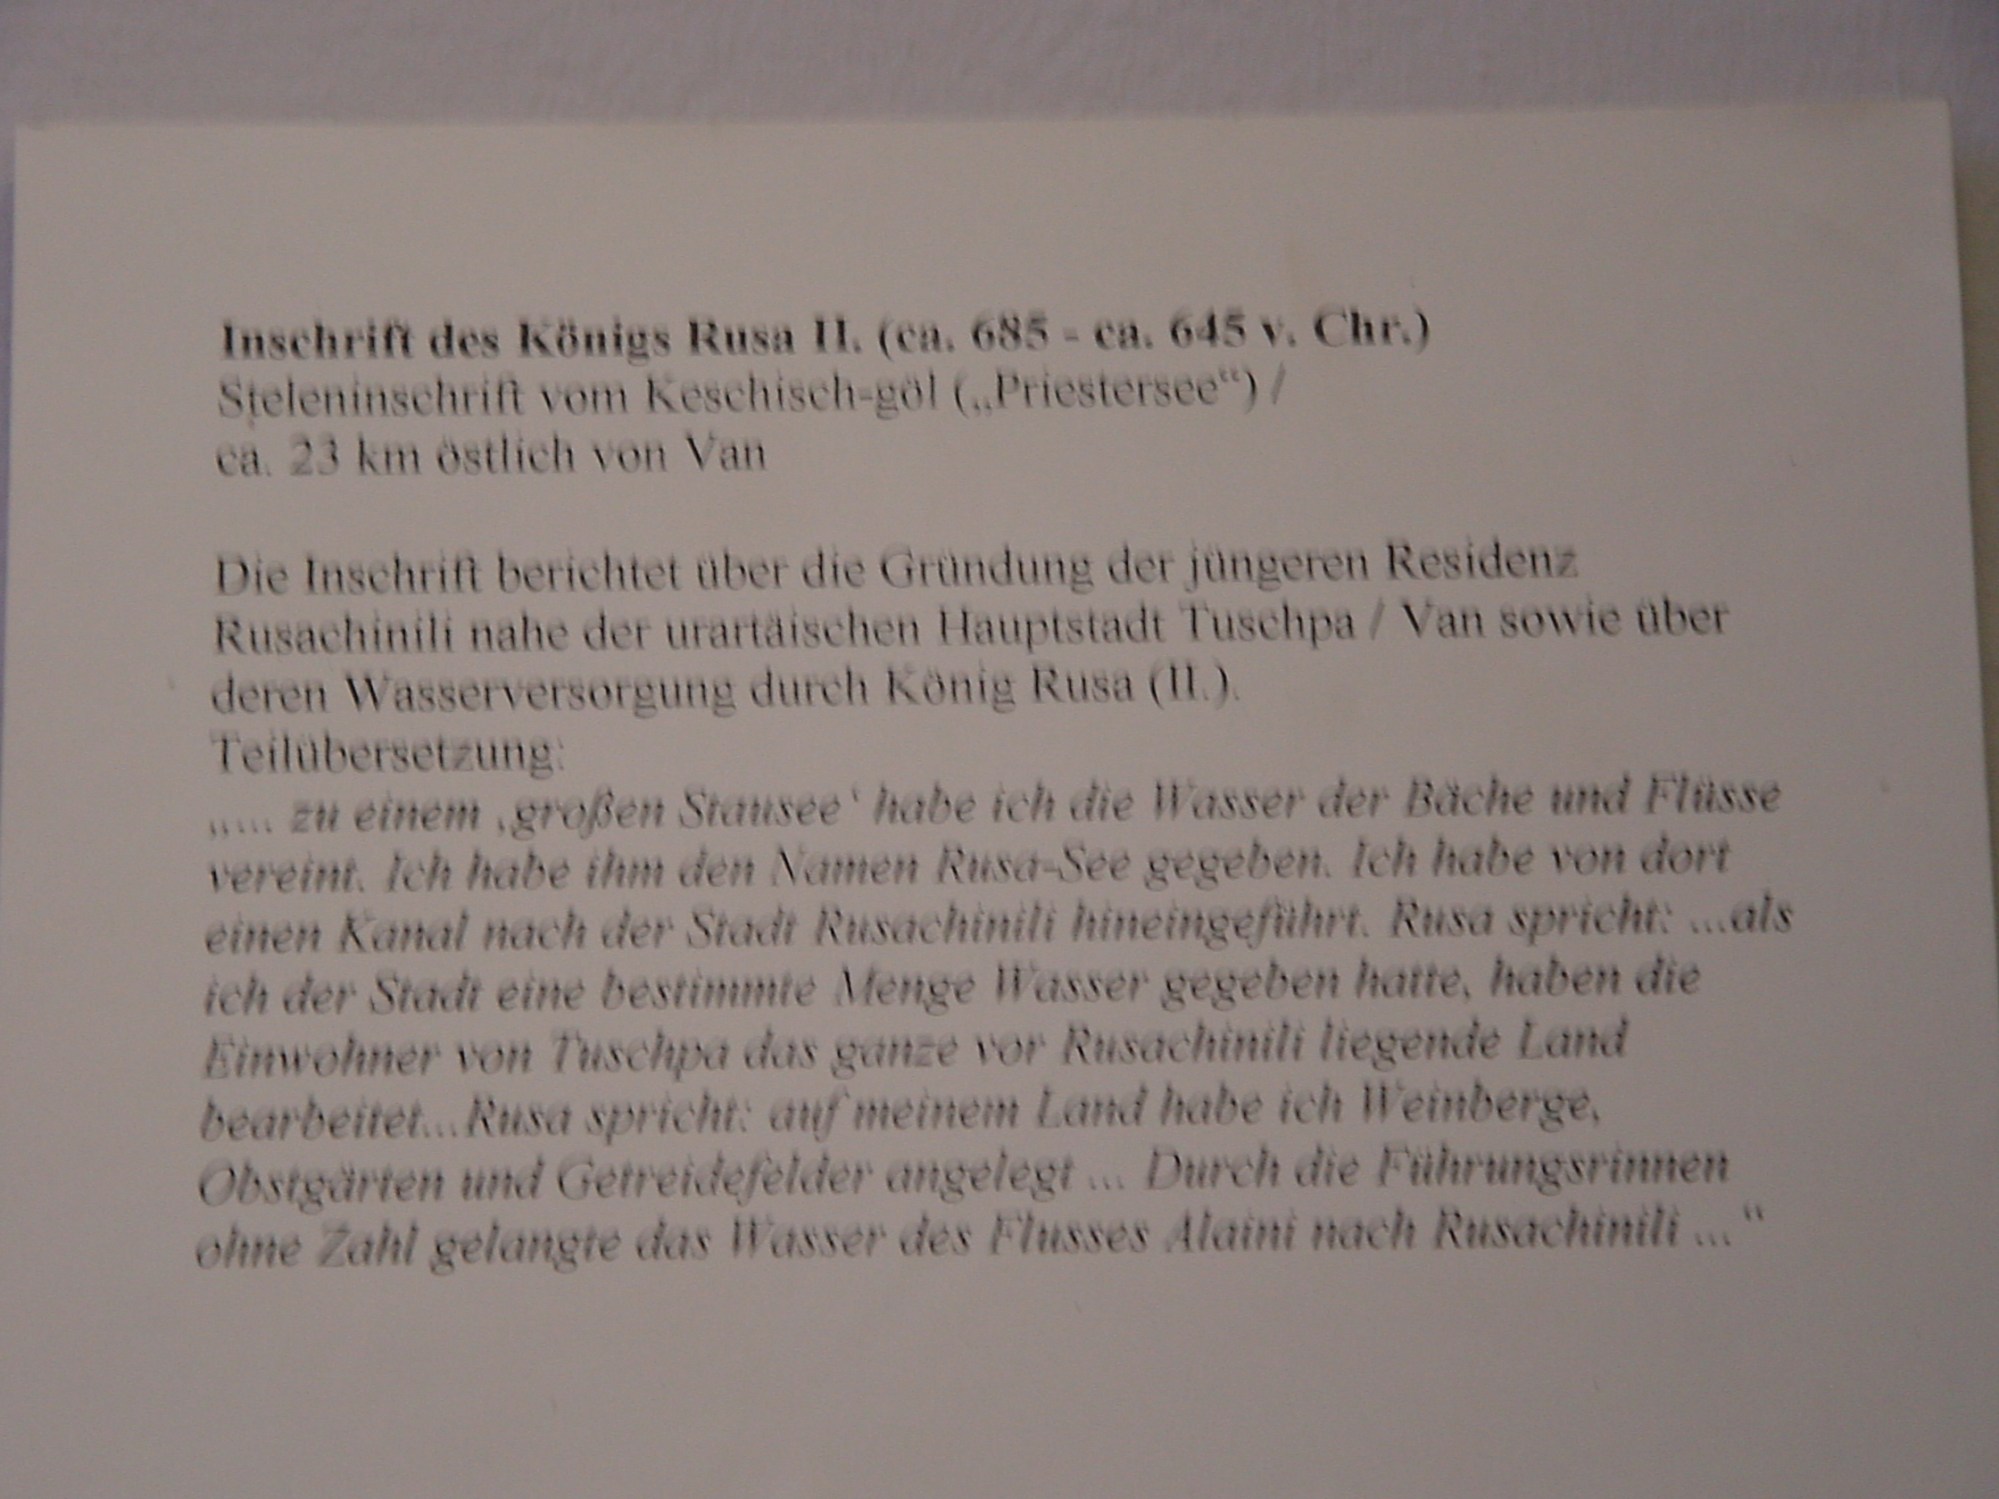 Inschrift des Königs Rusa II. (ca. 685 - ca. 645 v. Chr.)
Steleninschrift vom Keschisch-göl („Priestersee“) /
ca. 23 km östlich von Van
Die Inschrift berichtet über die Gründung der jüngeren Residenz
Rusachinili nahe der urartäischen Hauptstadt Tuschpa / Van sowie über
deren Wasserversorgung durch König Rusa (II.).
Teilübersetzung:
„... zu einem ‚großen Stausee‘ habe ich die Wasser der Bäche und Flüsse
vereint. Ich habe ihm den Namen Rusa-See gegeben. Ich habe von dort
einen Kanal nach der Stadt Rusachinili hineingeführt. Rusa spricht: ...als
ich der Stadt eine bestimmte Menge Wasser gegeben hatte, haben die
Einwohner von Tuschpa das ganze vor Rusachinili liegende Land
bearbeitet...Rusa spricht: auf meinem Land habe ich Weinberge,
Obstgärten und Getreidefelder angelegt ... Durch die Führungsrinnen
ohne Zahl gelangte das Wasser des Flusses Alaini nach Rusachinili ...“